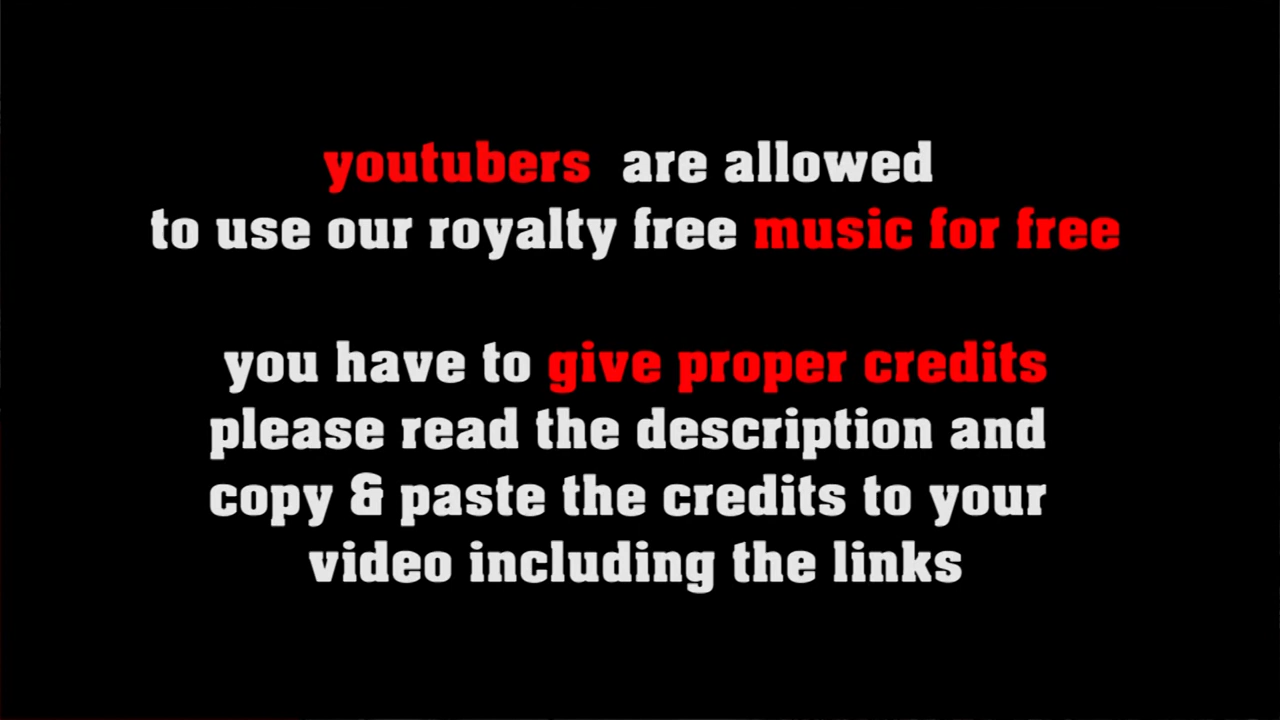 youtubers are allowed
to use our royalty free music for free
you have to give proper credits
please read the description and
copy & paste the credits to your
video including the links